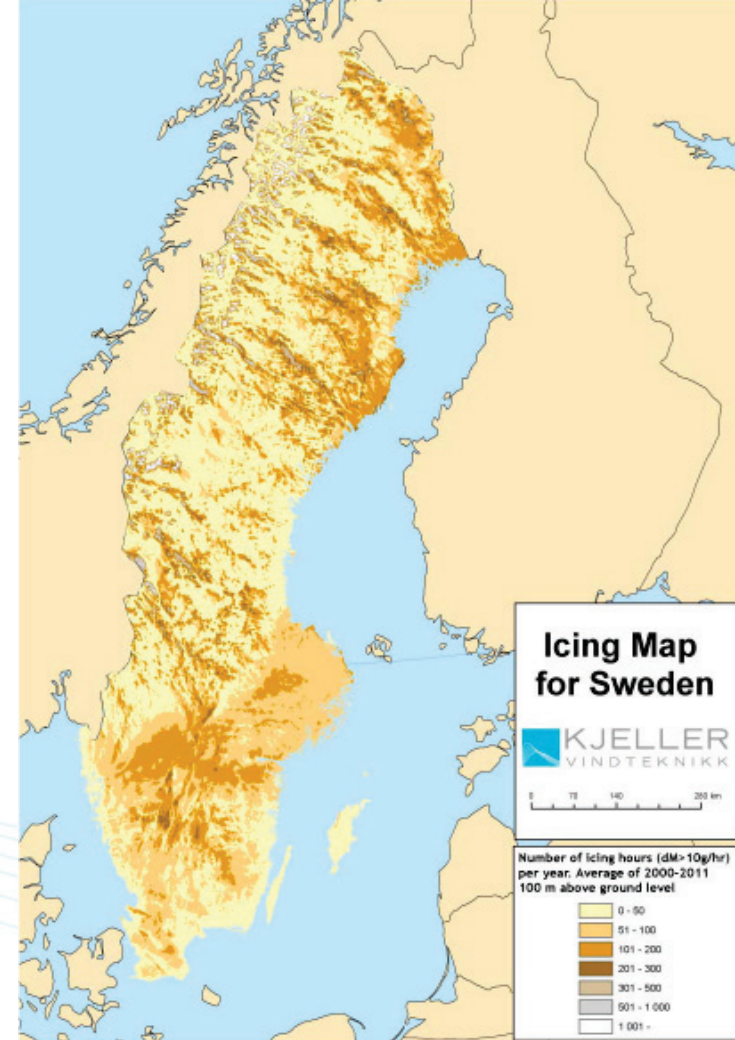 Icing Map
for Sweden
KJELLER
VINDTEKNIKK
0 70 140 280 km
Number of icing hours (dM>10g/hr)
per year. Average of 2000-2011
100 m above ground level
0 - 50
51 - 100
101 - 200
201 - 300
301 - 500
501 - 1 000
1 001 -